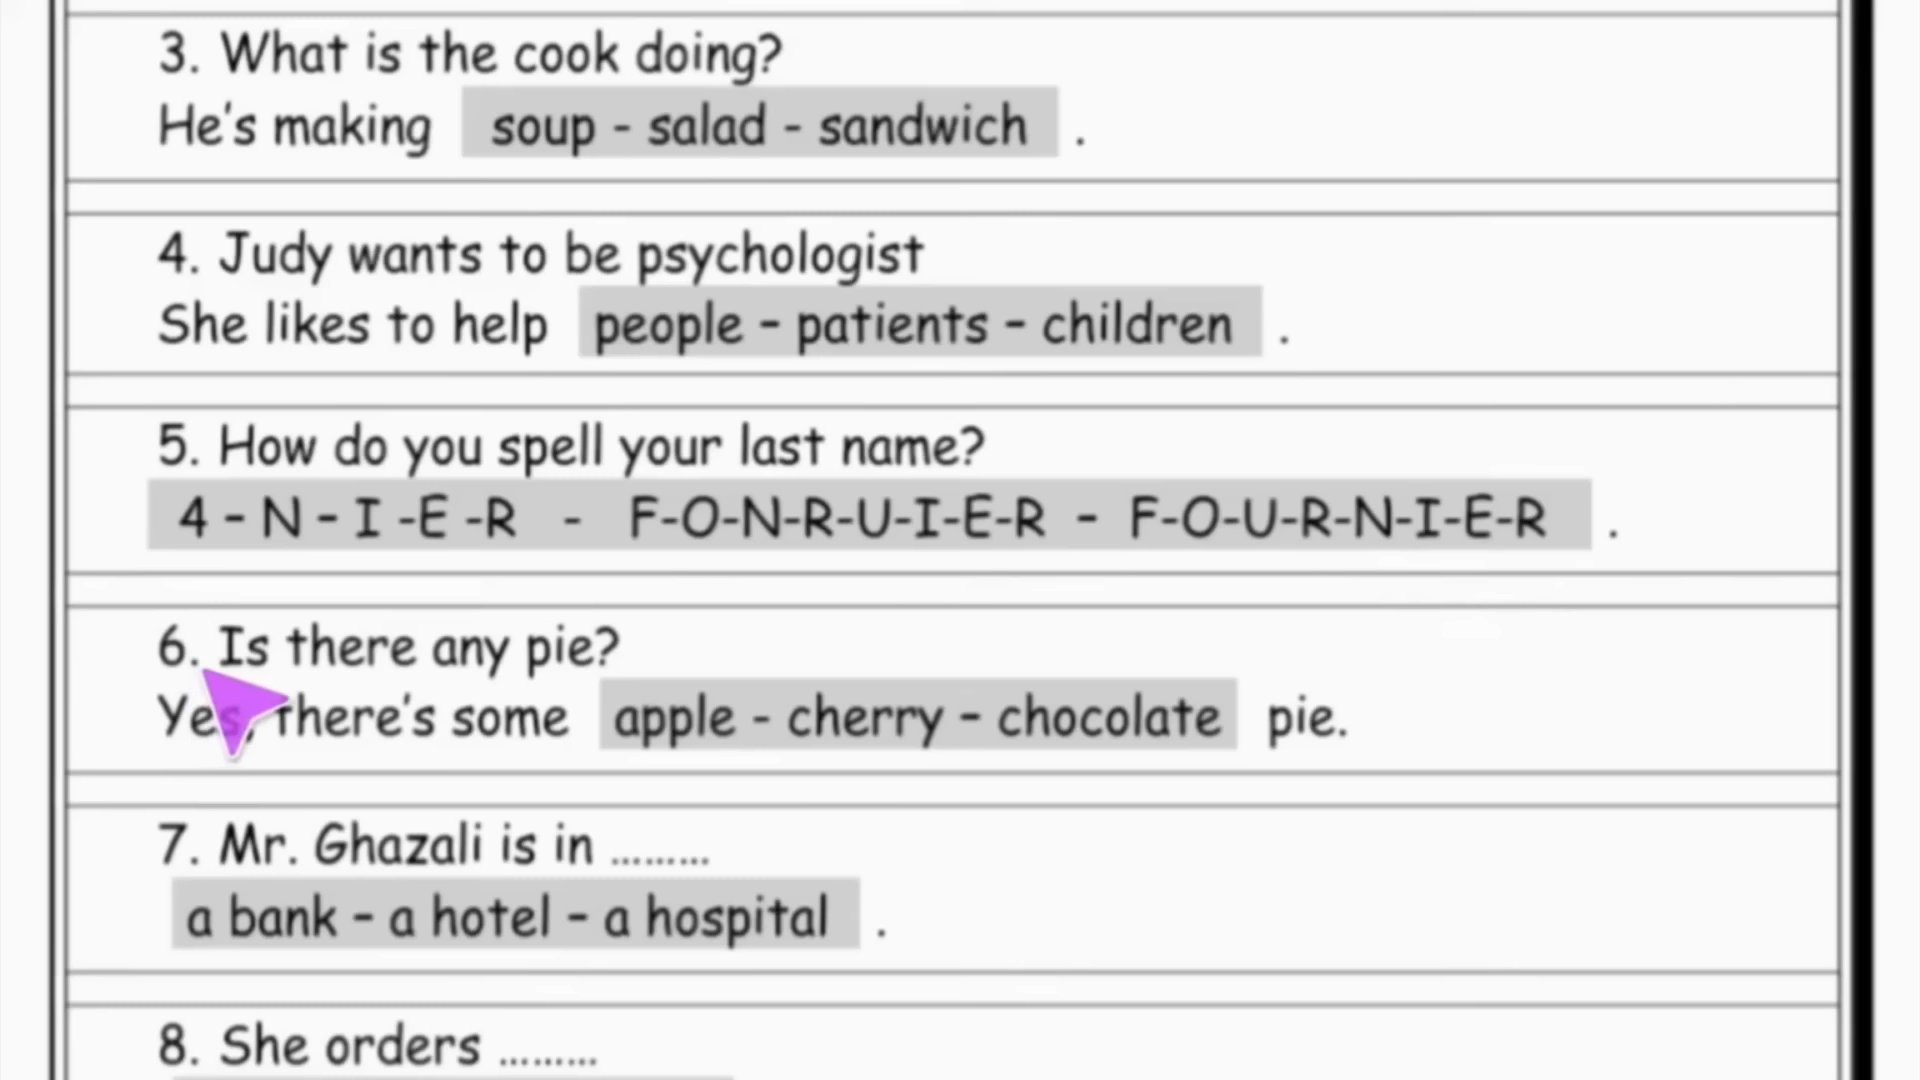 3. What is the cook doing?
He's making soup - salad - sandwich .
4. Judy wants to be psychologist
She likes to help people – patients – children .
5. How do you spell your last name?
4 – N – I -E -R - F-O-N-R-U-I-E-R – F-O-U-R-N-I-E-R .
6. Is there any pie?
Yes, there's some apple - cherry – chocolate pie.
7. Mr. Ghazali is in .........
a bank – a hotel – a hospital .
8. She orders .........